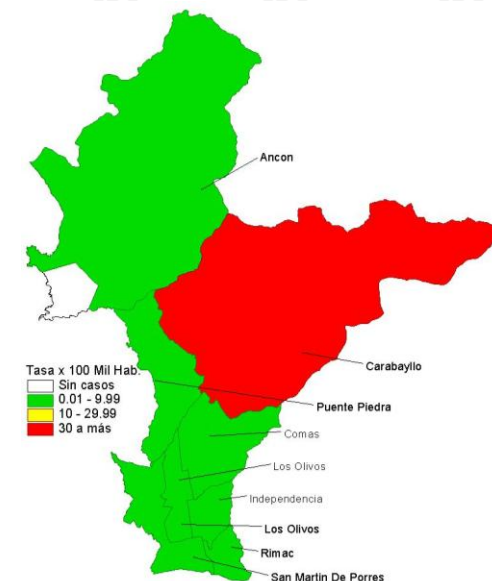 Ancon
Carabayllo
Tasa x 100 Mil Hab.
Sin casos
0.01 - 9.99
10 - 29.99
30 a más
Puente Piedra
Comas
Los Olivos
Independencia
Los Olivos
Rimac
San Martin De Porres